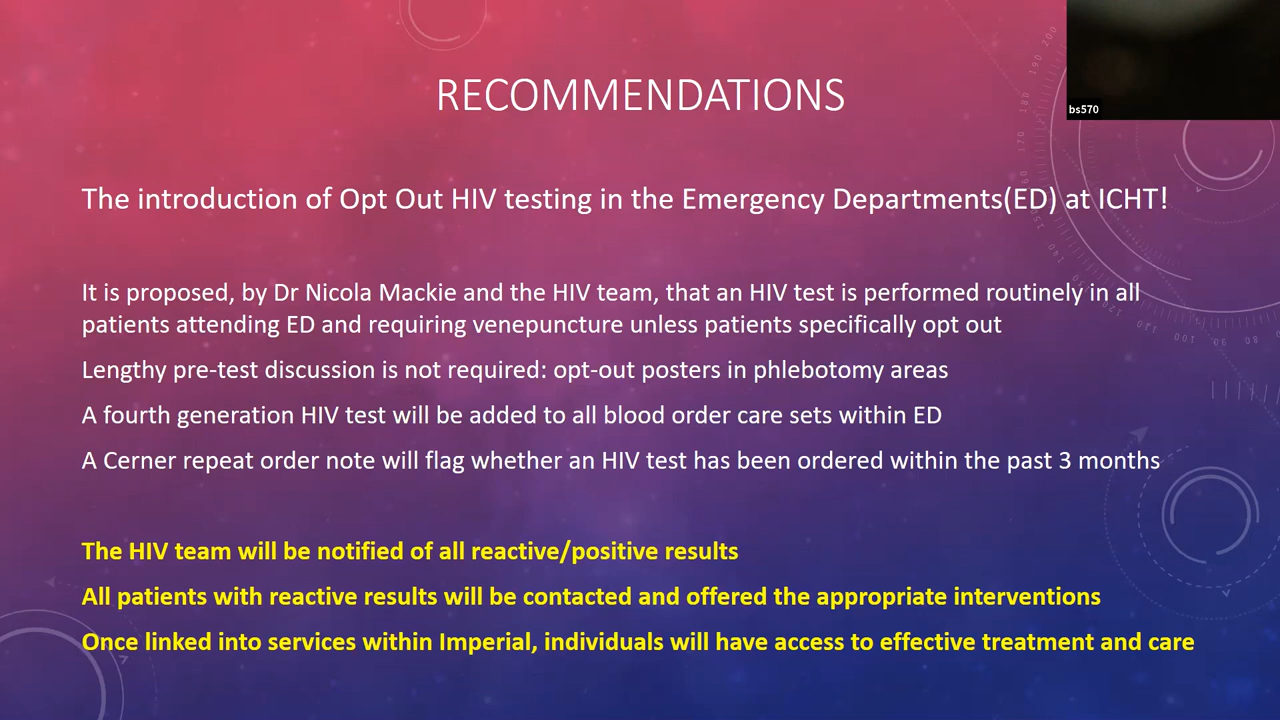 bs570
RECOMMENDATIONS
The introduction of Opt Out HIV testing in the Emergency Departments(ED) at ICHT!
It is proposed, by Dr Nicola Mackie and the HIV team, that an HIV test is performed routinely in all
patients attending ED and requiring venepuncture unless patients specifically opt out
Lengthy pre-test discussion is not required: opt-out posters in phlebotomy areas
A fourth generation HIV test will be added to all blood order care sets within ED
A Cerner repeat order note will flag whether an HIV test has been ordered within the past 3 months
The HIV team will be notified of all reactive/positive results
All patients with reactive results will be contacted and offered the appropriate interventions
Once linked into services within Imperial, individuals will have access to effective treatment and care